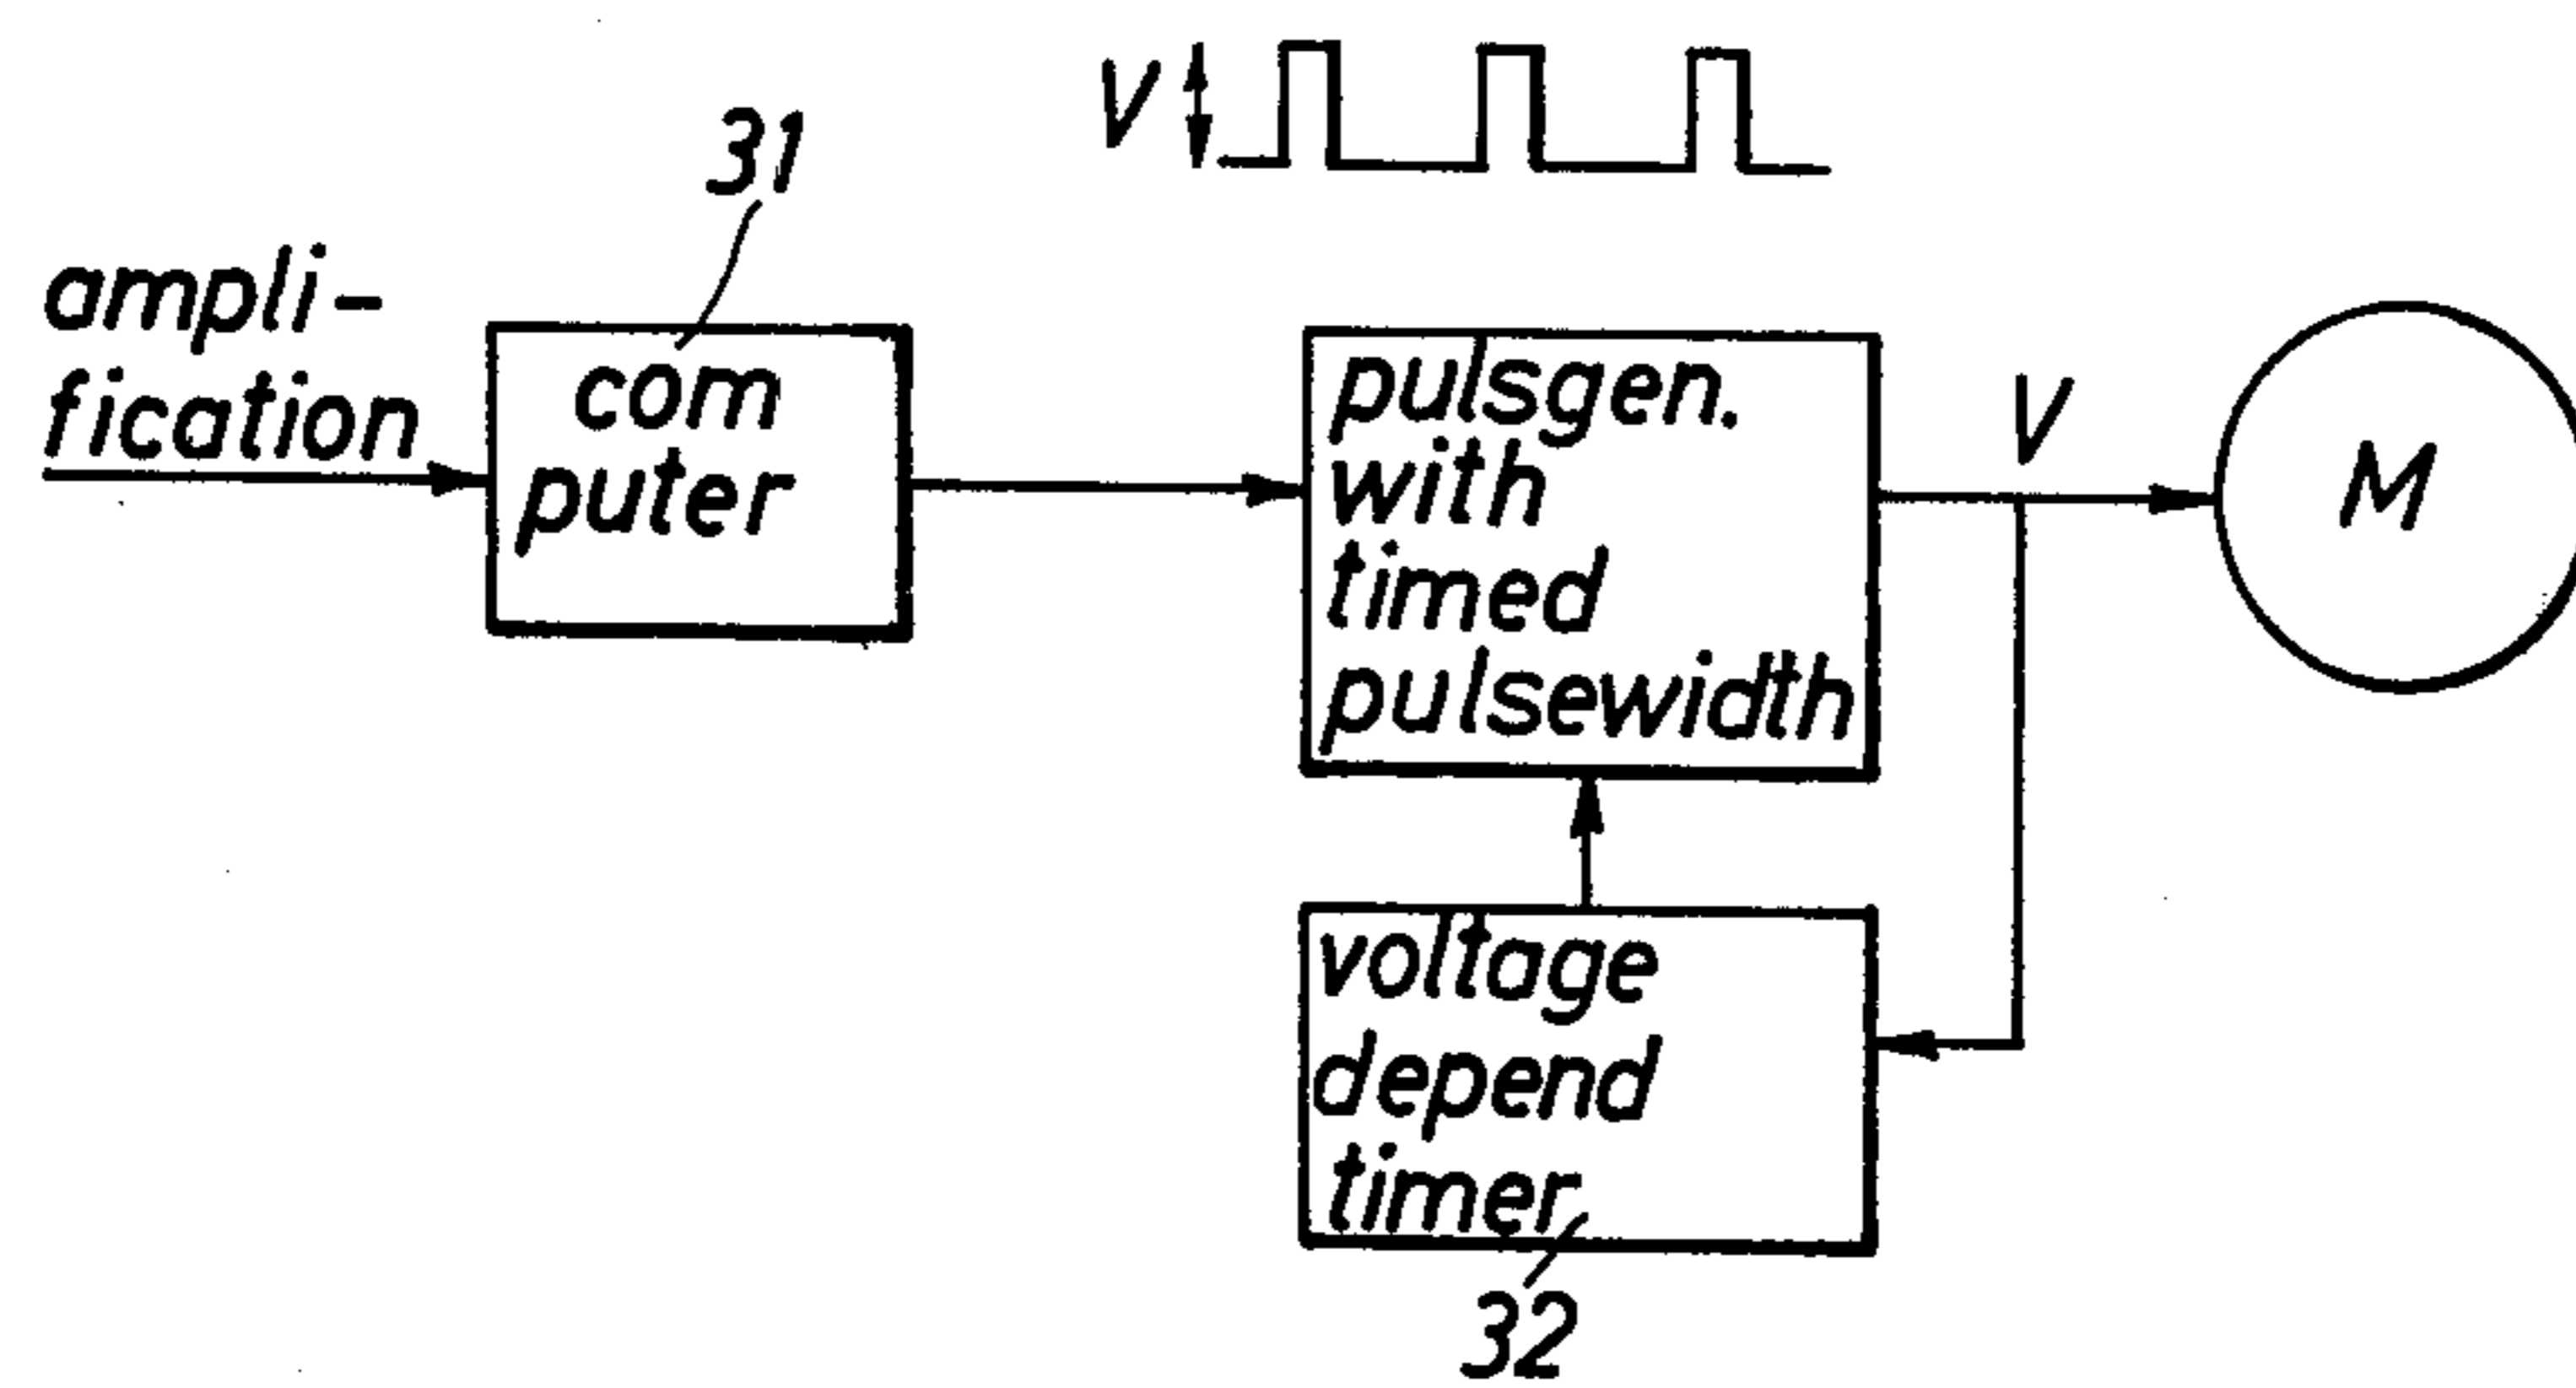 V
31
ampli-
fication
com
puter
pulsgen.
with
timed
pulsewidth
V
M
voltage
depend
timer
32